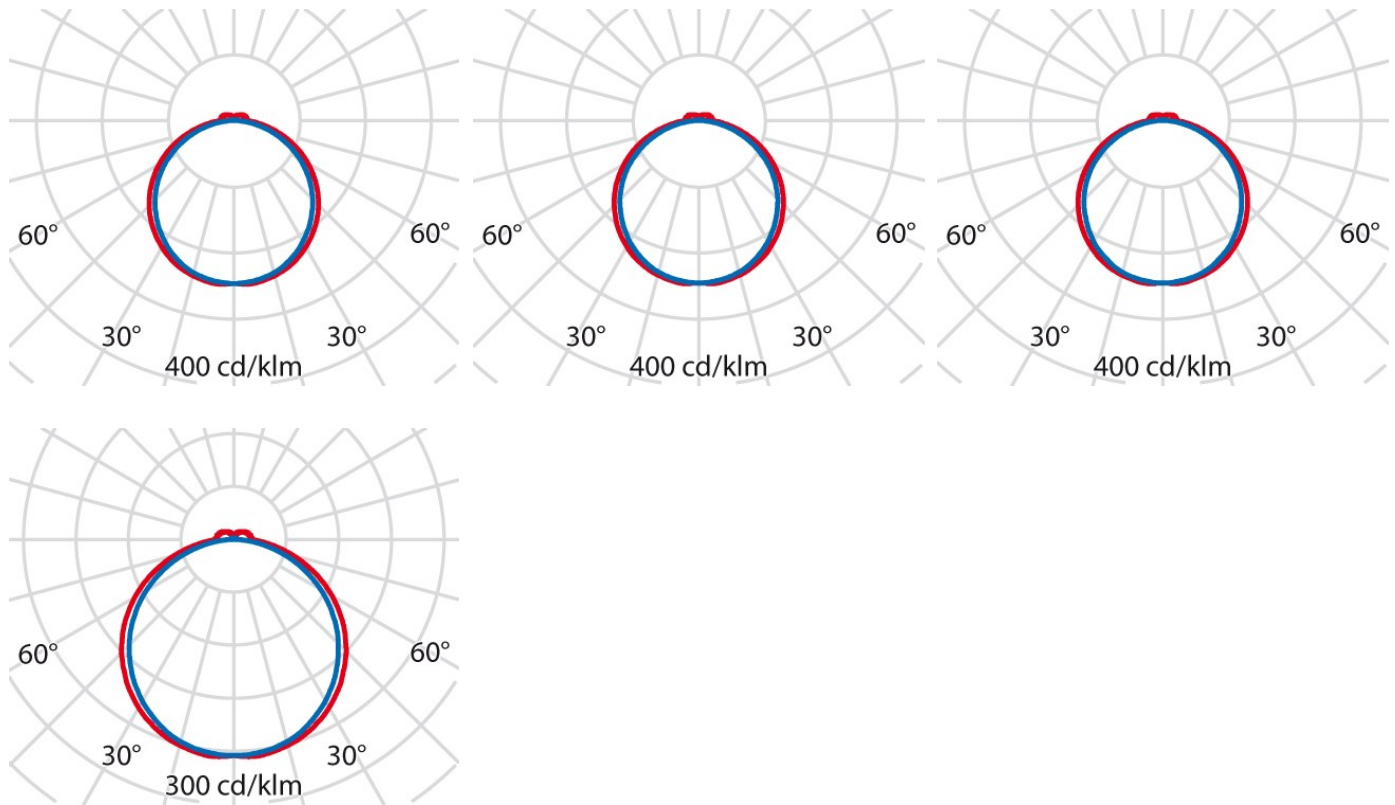 60° 60° 60° 60° 60° 60°
30° 30° 30° 30° 30° 30°
400 cd/klm 400 cd/klm 400 cd/klm
60° 60°
30° 30°
300 cd/klm